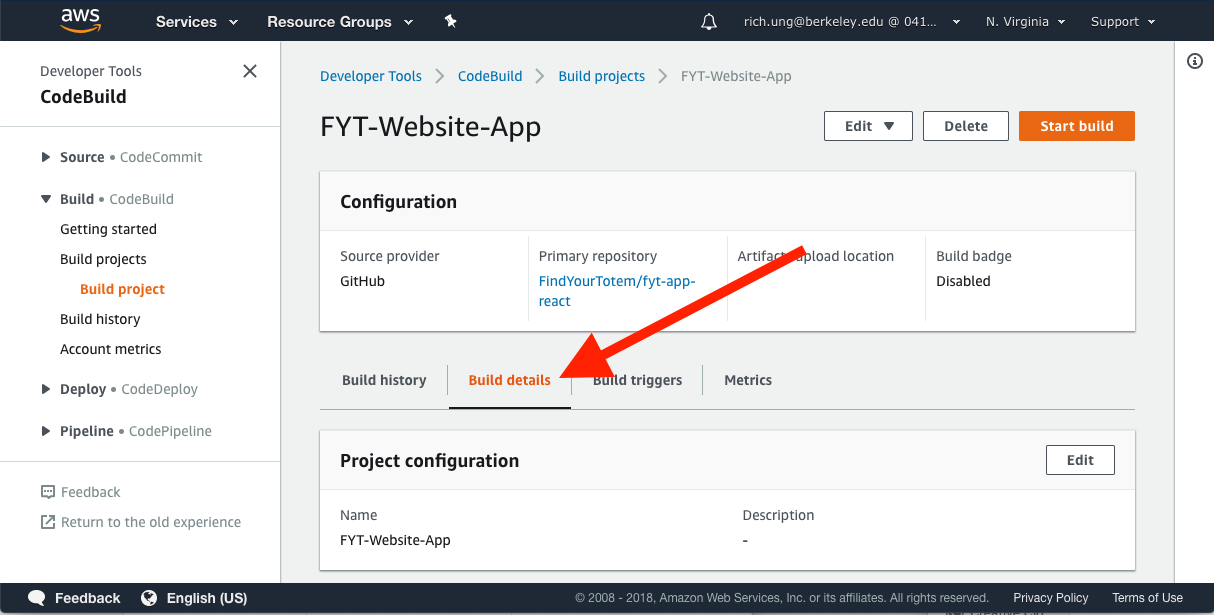 aws Services Resource Groups rich.ung@berkeley.edu @ 041... N. Virginia Support
Developer Tools
CodeBuild
Source • CodeCommit
Build • CodeBuild
Getting started
Build projects
Build project
Build history
Account metrics
Deploy • CodeDeploy
Pipeline • CodePipeline
Feedback
Return to the old experience
Developer Tools CodeBuild Build projects FYT-Website-App
FYT-Website-App
Edit Delete Start build
Configuration
Source provider
GitHub
Primary repository
FindYourTotem/fyt-app-
react
Artifacts upload location
Build badge
Disabled
Build history Build details Build triggers Metrics
Project configuration
Edit
Name
FYT-Website-App
Description
-
Feedback English (US) © 2008 - 2018, Amazon Web Services, Inc. or its affiliates. All rights reserved. Privacy Policy Terms of Use